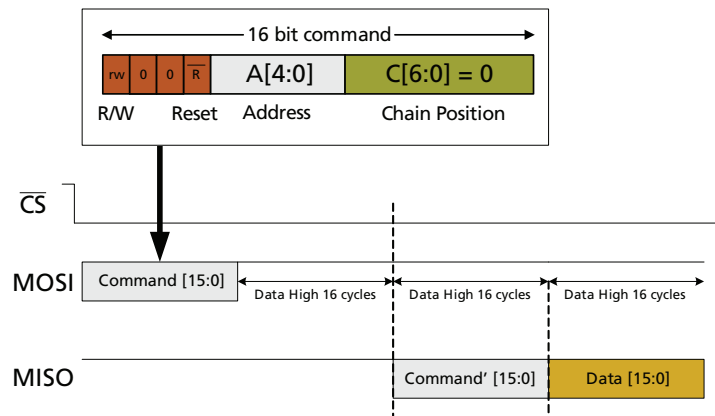 16 bit command
rw 0 0 R̅ A[4:0] C[6:0] = 0
R/W Reset Address Chain Position
C̅S̅
MOSI Command [15:0] Data High 16 cycles Data High 16 cycles Data High 16 cycles
MISO Command' [15:0] Data [15:0]